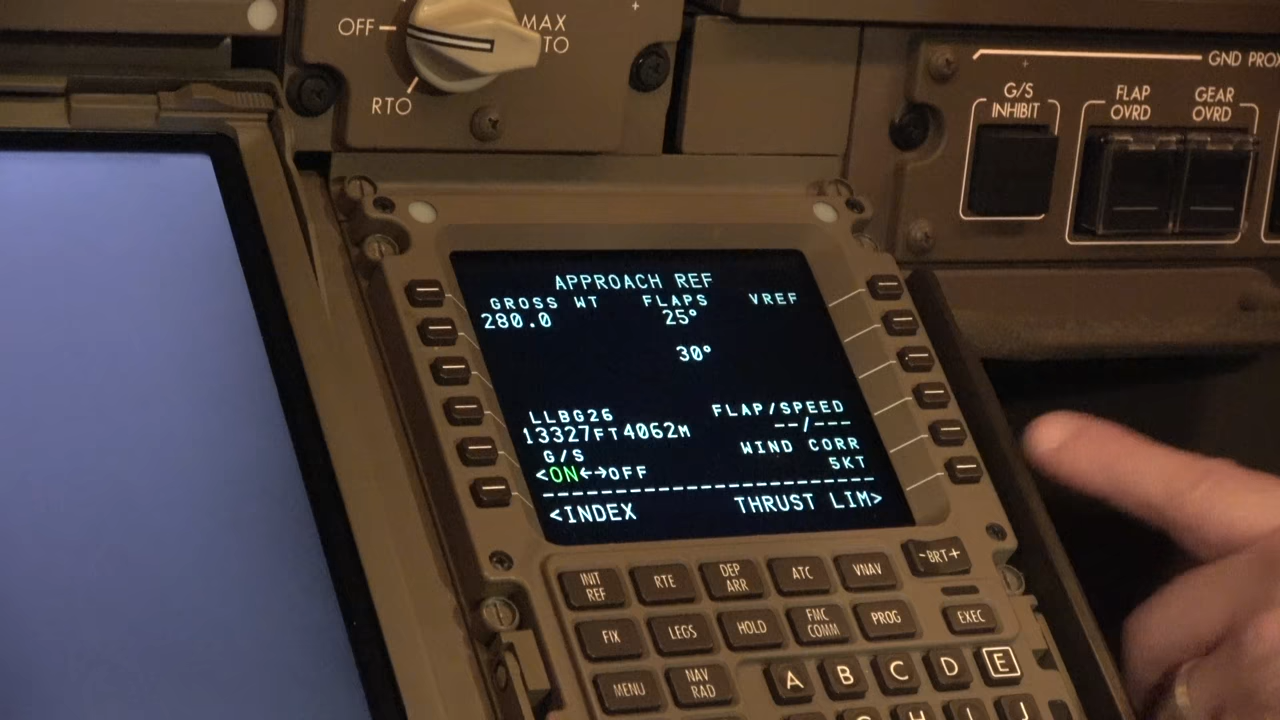 OFF
MAX
TO
RTO
GND PROX
G/S
INHIBIT
FLAP
OVRD
GEAR
OVRD
APPROACH REF
GROSS WT FLAPS VREF
280.0 25°
30°
LLBG26 FLAP/SPEED
13327FT4062M --/---
G/S WIND CORR
<ON←→OFF 5KT
<INDEX THRUST LIM>
INIT
REF
RTE
DEP
ARR
ATC
VNAV
-BRT+
FIX
LEGS
HOLD
FMC
COMM
PROG
EXEC
MENU
NAV
RAD
A B C D E